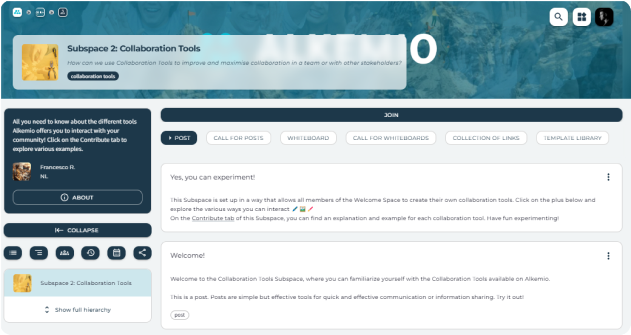 ALKEMIO
Subspace 2: Collaboration Tools
How can we use Collaboration Tools to improve and maximise collaboration in a team or with other stakeholders?
collaboration tools
All you need to know about the different tools
Alkemio offers you to interact with your
community! Click on the Contribute tab to
explore various examples.
Francesco R.
NL
ABOUT
COLLAPSE
Subspace 2: Collaboration Tools
Show full hierarchy
JOIN
POST
CALL FOR POSTS
WHITEBOARD
CALL FOR WHITEBOARDS
COLLECTION OF LINKS
TEMPLATE LIBRARY
Yes, you can experiment!
This Subspace is set up in a way that allows all members of the Welcome Space to create their own collaboration tools. Click on the plus below and
explore the various ways you can interact
On the Contribute tab of this Subspace, you can find an explanation and example for each collaboration tool. Have fun experimenting!
Welcome!
Welcome to the Collaboration Tools Subspace, where you can familiarize yourself with the Collaboration Tools available on Alkemio.
This is a post. Posts are simple but effective tools for quick and effective communication or information sharing. Try it out!
post